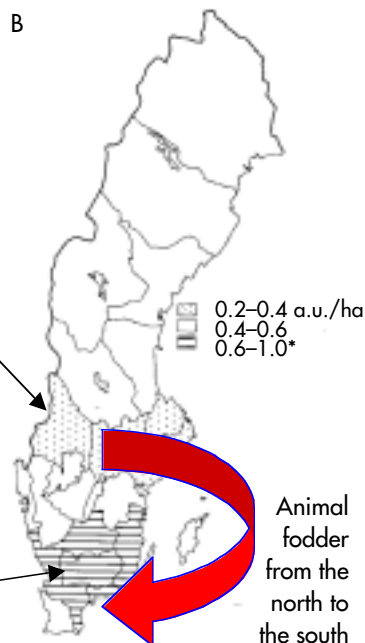 B
0.2–0.4 a.u./ha
0.4–0.6
0.6–1.0*
Animal
fodder
from the
north to
the south